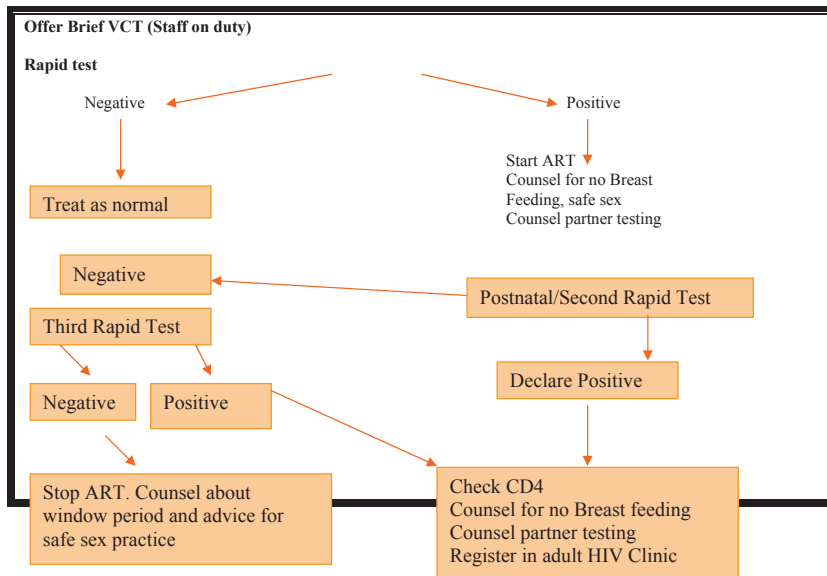 Offer Brief VCT (Staff on duty)
Rapid test
Negative
Positive
Treat as normal
Start ART
Counsel for no Breast
Feeding, safe sex
Counsel partner testing
Negative
Postnatal/Second Rapid Test
Third Rapid Test
Declare Positive
Negative
Positive
Stop ART. Counsel about
window period and advice for
safe sex practice
Check CD4
Counsel for no Breast feeding
Counsel partner testing
Register in adult HIV Clinic